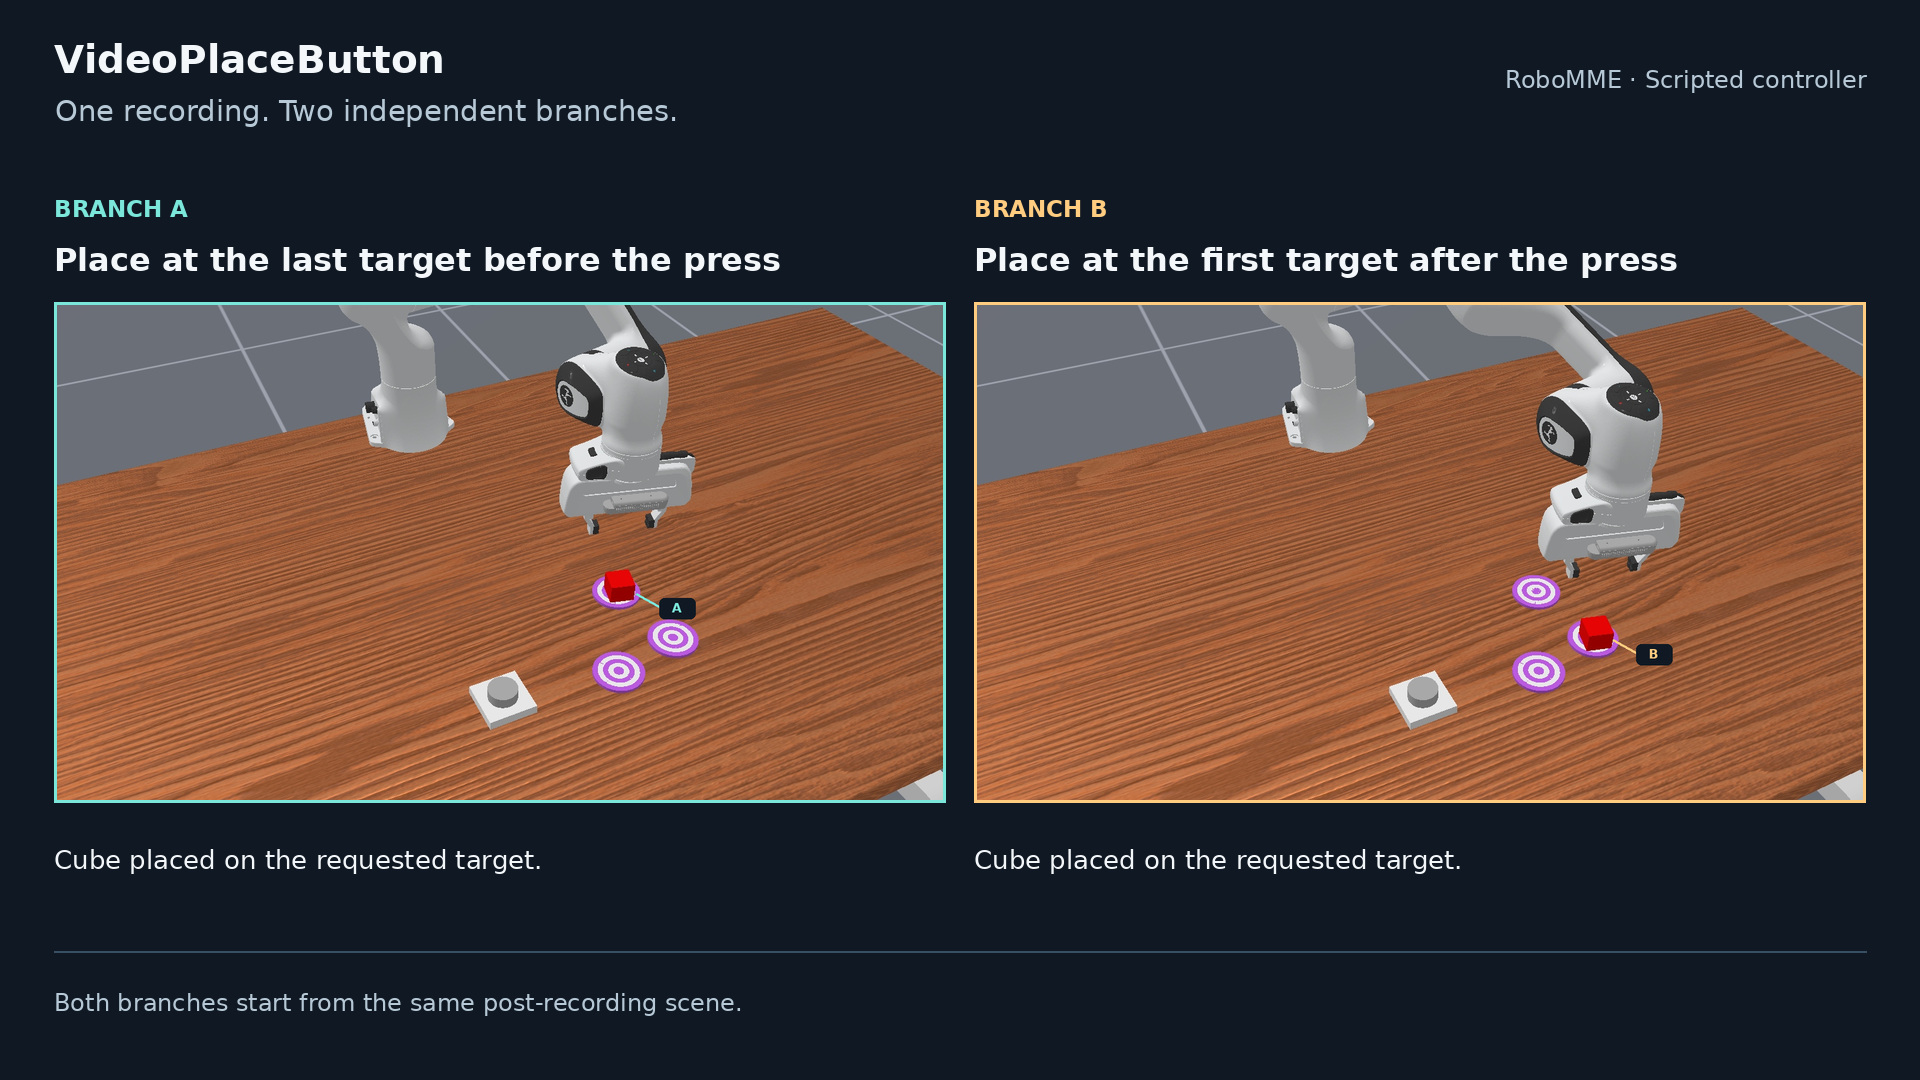 VideoPlaceButton
One recording. Two independent branches.
RoboMME · Scripted controller
BRANCH A
Place at the last target before the press
A
Cube placed on the requested target.
BRANCH B
Place at the first target after the press
B
Cube placed on the requested target.
Both branches start from the same post-recording scene.